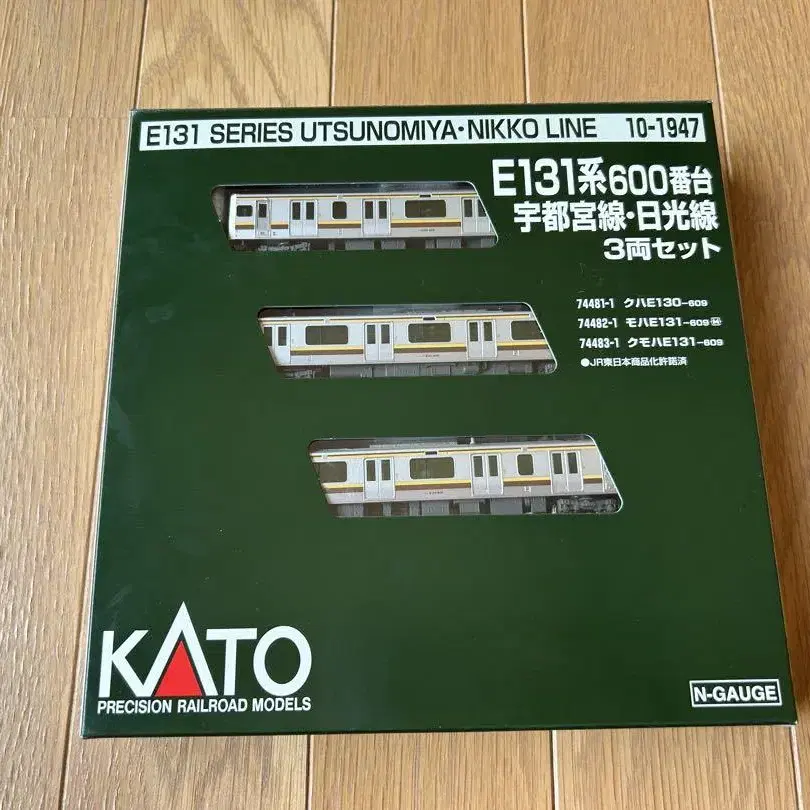 E131 SERIES UTSUNOMIYA・NIKKO LINE 10-1947
E131系600番台
宇都宮線・日光線
3両セット
74481-1 クハE130-609
74482-1 モハE131-609Ⓜ
74483-1 クモハE131-609
●JR東日本商品化許諾済
KATO
PRECISION RAILROAD MODELS
N-GAUGE